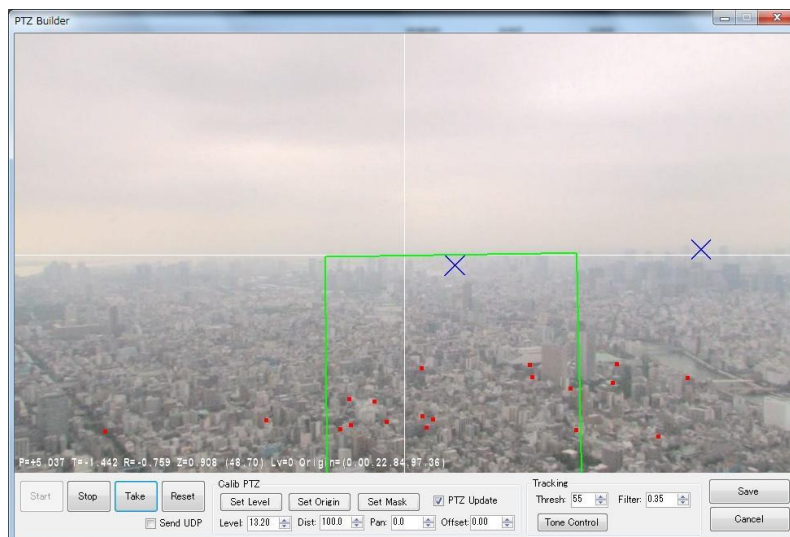 PTZ Builder
P=+5.037 T=-1.442 R=-0.759 Z=0.908 (48.70) Lv=0 Origin=(0.00,22.84,97.36)
Calib PTZ
Tracking
Start Stop Take Reset Set Level Set Origin Set Mask PTZ Update Thresh: 55 Filter: 0.35 Save
Send UDP Level: 13.20 Dist: 100.0 Pan: 0.0 Offset: 0.00 Tone Control Cancel